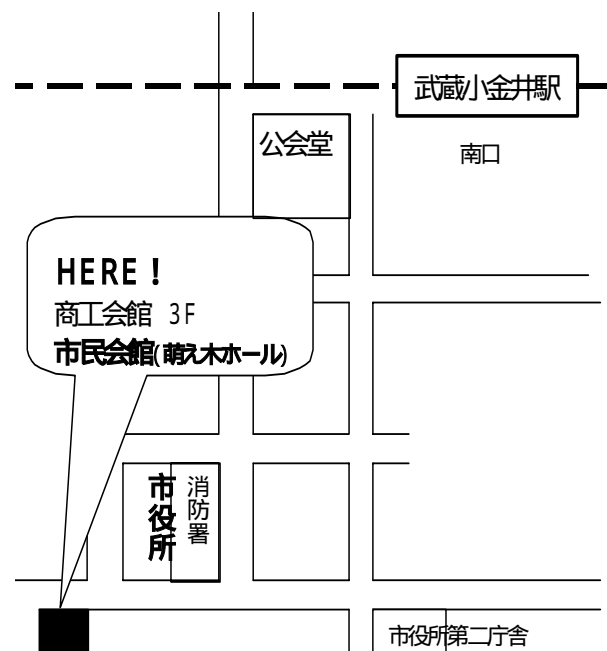 武蔵小金井駅
公会堂
南口
HERE！
商工会館 3F
市民会館(萌え木ホール)
市役所
消防署
市役所第二庁舎